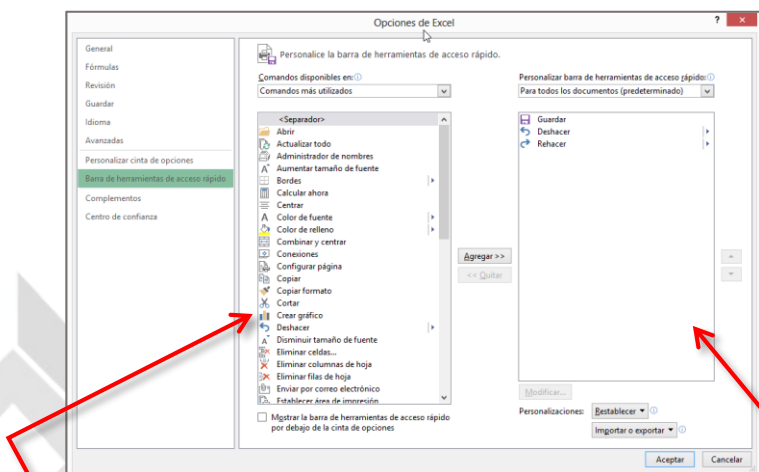 Opciones de Excel
? ×
General
Fórmulas
Revisión
Guardar
Idioma
Avanzadas
Personalizar cinta de opciones
Barra de herramientas de acceso rápido
Complementos
Centro de confianza
Personalice la barra de herramientas de acceso rápido.
Comandos disponibles en:
Comandos más utilizados
<Separador>
Abrir
Actualizar todo
Administrador de nombres
Aumentar tamaño de fuente
Bordes
Calcular ahora
Centrar
Color de fuente
Color de relleno
Combinar y centrar
Conexiones
Configurar página
Copiar
Copiar formato
Cortar
Crear gráfico
Deshacer
Disminuir tamaño de fuente
Eliminar celdas...
Eliminar columnas de hoja
Eliminar filas de hoja
Enviar por correo electrónico
Establecer área de impresión
Mostrar la barra de herramientas de acceso rápido
por debajo de la cinta de opciones
Agregar >>
<< Quitar
Personalizar barra de herramientas de acceso rápido:
Para todos los documentos (predeterminado)
Guardar
Deshacer
Rehacer
Modificar...
Personalizaciones: Restablecer
Importar o exportar
Aceptar Cancelar